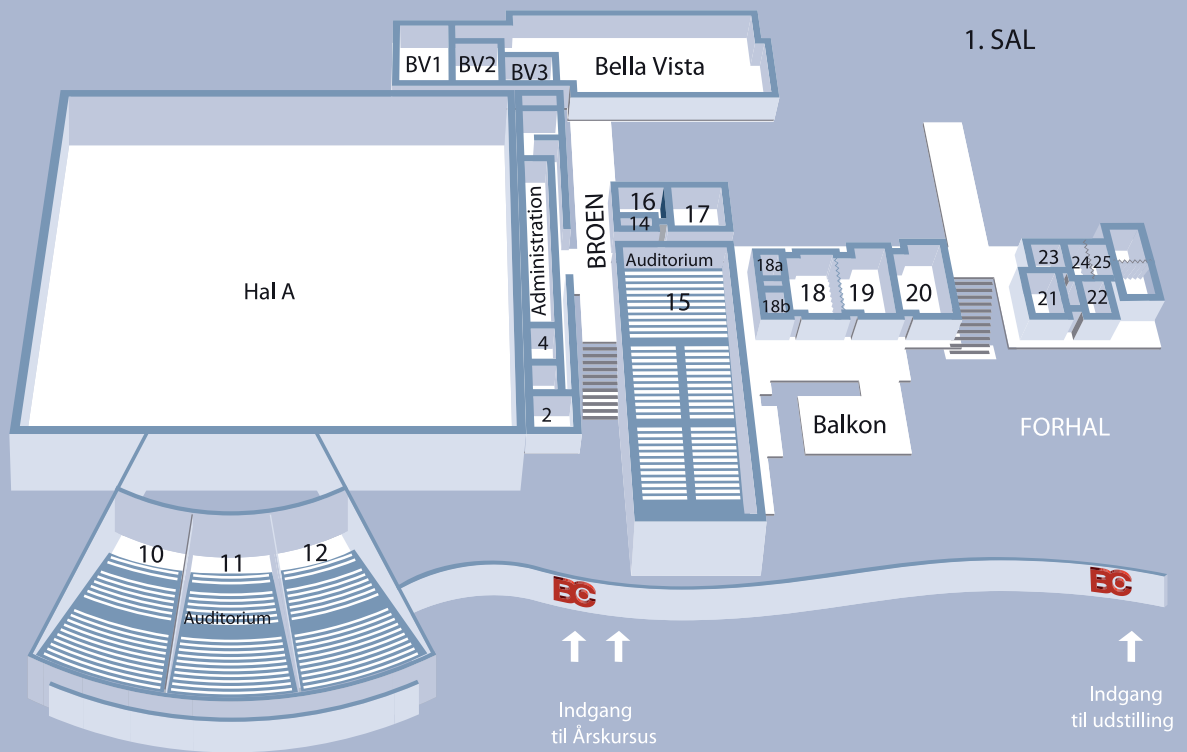 1. SAL
BV1
BV2
BV3
Bella Vista
Hal A
Administration
BROEN
16
17
14
Auditorium
15
18a
18b
18
19
20
23
24
25
21
22
4
2
Balkon
FORHAL
10
11
12
Auditorium
BC
BC
Indgang
til Årskursus
Indgang
til udstilling